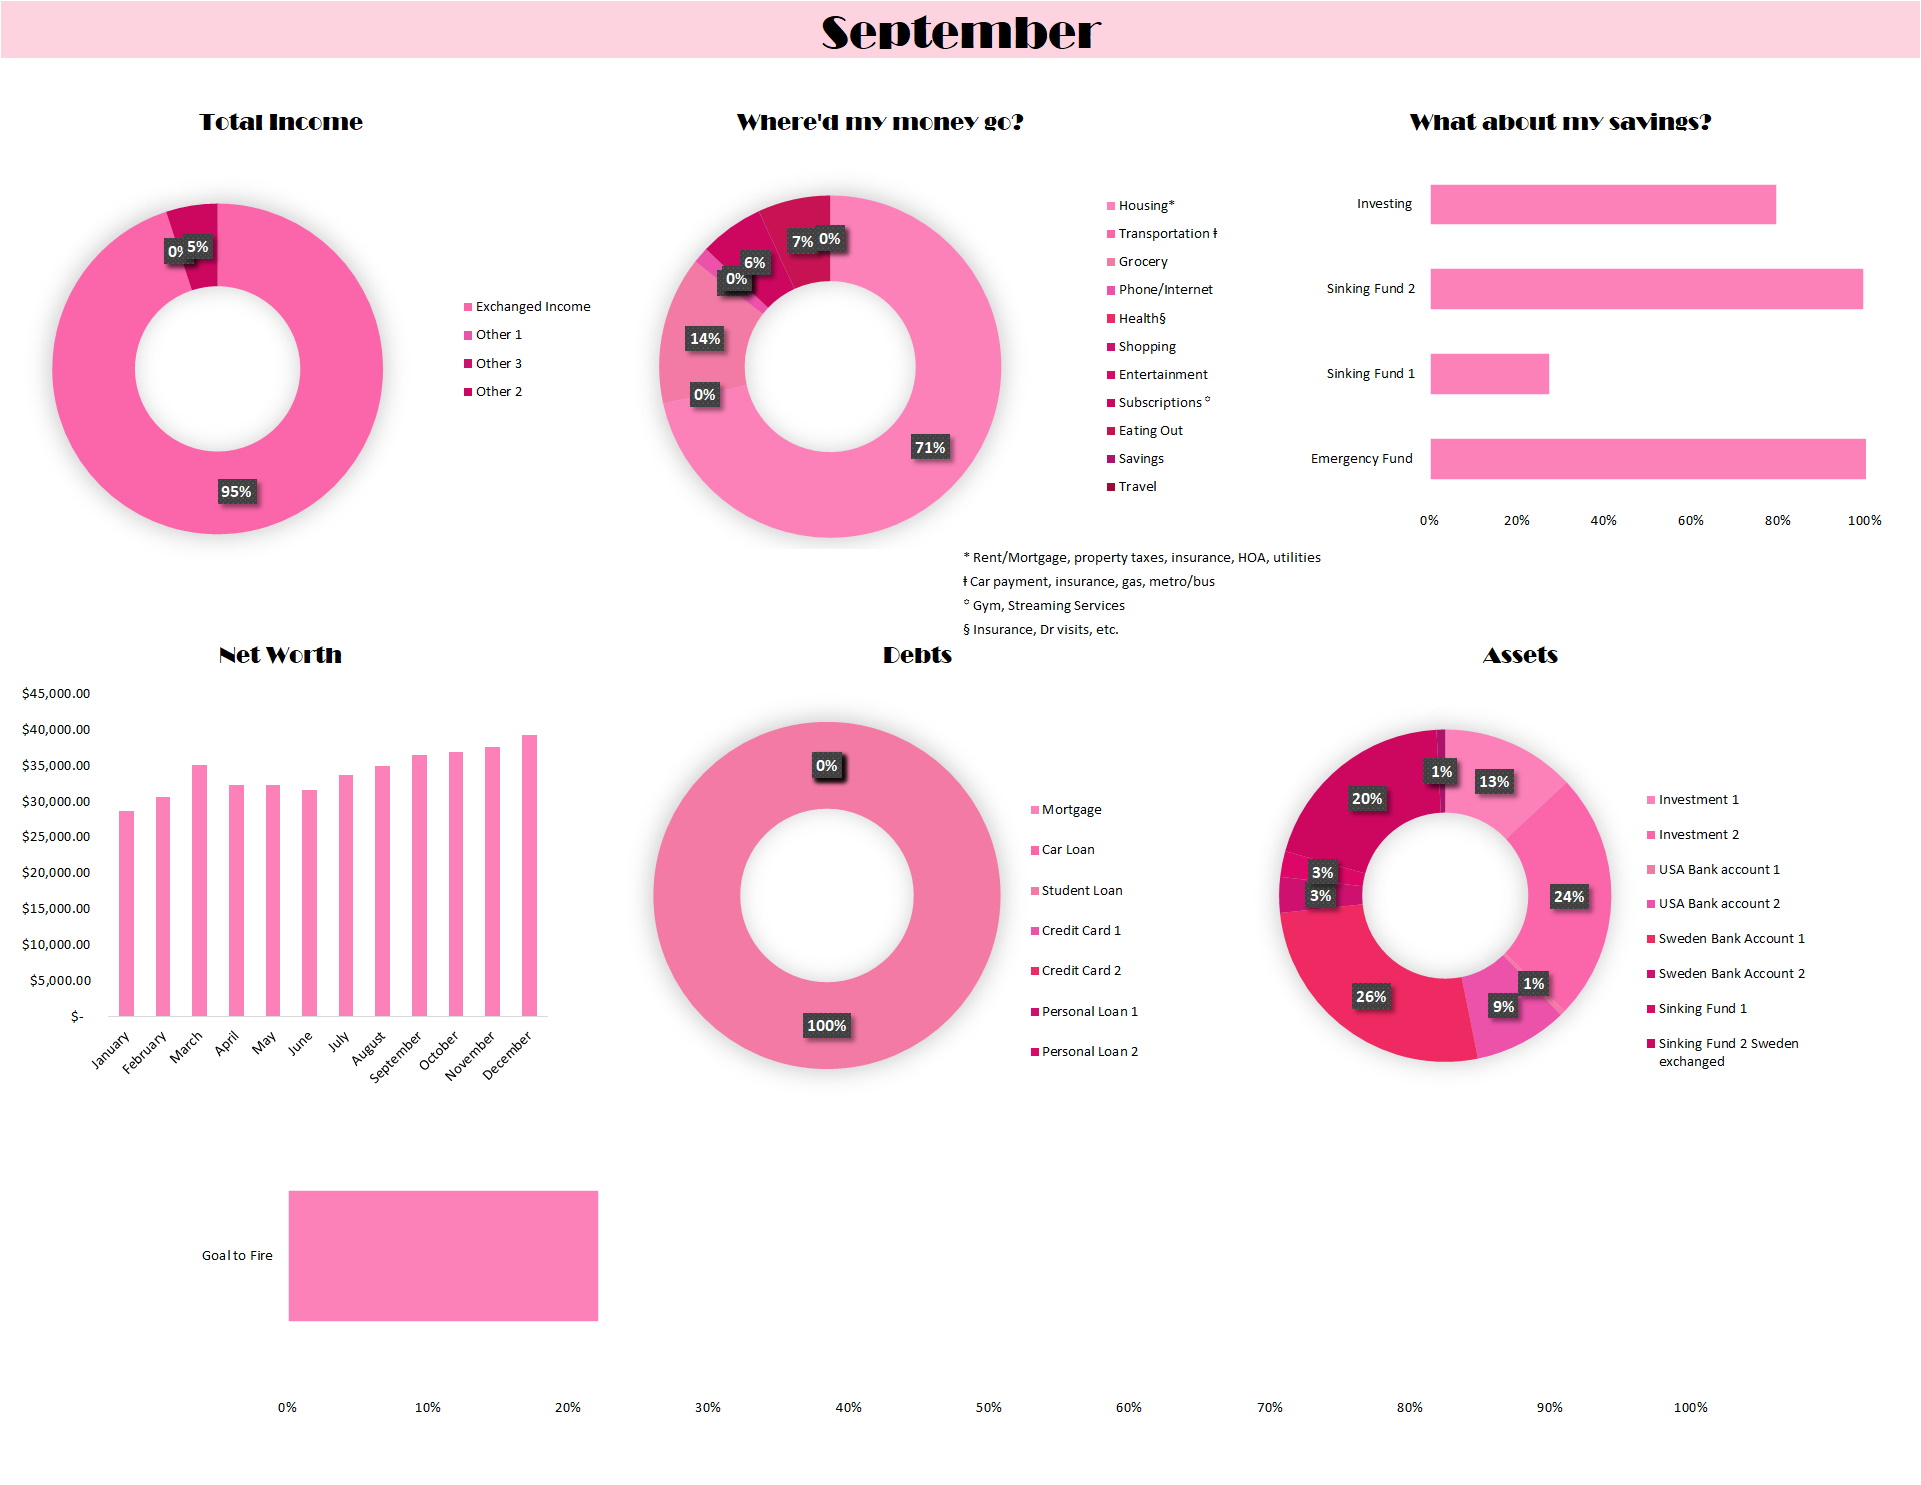 September
Total Income
0%
5%
95%
Exchanged Income
Other 1
Other 3
Other 2
Where'd my money go?
7%
0%
6%
0%
14%
0%
71%
Housing*
Transportation ⱡ
Grocery
Phone/Internet
Health§
Shopping
Entertainment
Subscriptions °
Eating Out
Savings
Travel
* Rent/Mortgage, property taxes, insurance, HOA, utilities
ⱡ Car payment, insurance, gas, metro/bus
° Gym, Streaming Services
§ Insurance, Dr visits, etc.
What about my savings?
Investing
Sinking Fund 2
Sinking Fund 1
Emergency Fund
0% 20% 40% 60% 80% 100%
Net Worth
$45,000.00
$40,000.00
$35,000.00
$30,000.00
$25,000.00
$20,000.00
$15,000.00
$10,000.00
$5,000.00
$-
January February March April May June July August September October November December
Debts
0%
100%
Mortgage
Car Loan
Student Loan
Credit Card 1
Credit Card 2
Personal Loan 1
Personal Loan 2
Assets
1%
13%
20%
3%
3%
24%
1%
9%
26%
Investment 1
Investment 2
USA Bank account 1
USA Bank account 2
Sweden Bank Account 1
Sweden Bank Account 2
Sinking Fund 1
Sinking Fund 2 Sweden
exchanged
Goal to Fire
0% 10% 20% 30% 40% 50% 60% 70% 80% 90% 100%